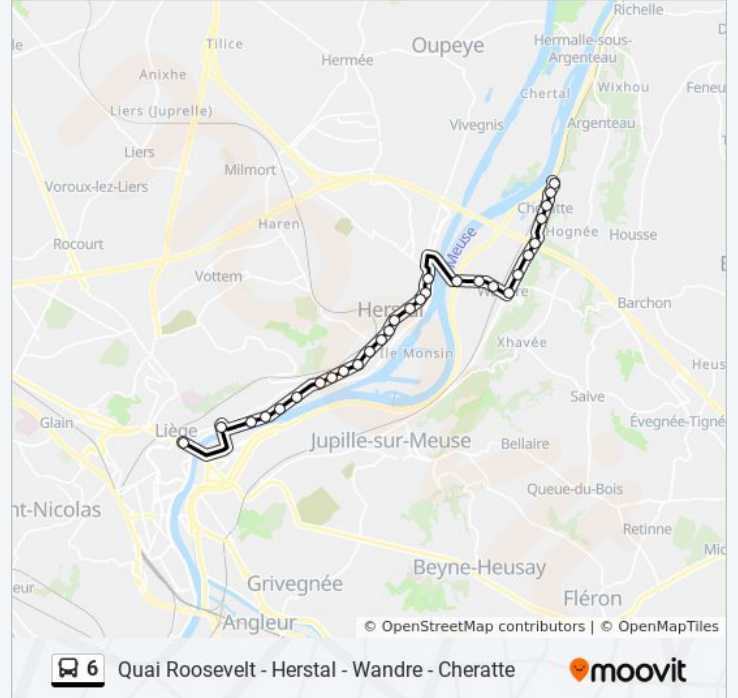 Richelle
Tilice
Oupeye
Hermalle-sous-
Argenteau
Hermée
Anixhe
Chertal
Wixhou
Feneu
Liers (Juprelle)
Vivegnis
Argenteau
Liers
Milmort
Voroux-lez-Liers
Cheratte
Haren
Hognée
Housse
Rocourt
Meuse
Vottem
Wandre
Barchon
Herstal
Xhavée
Ile Monsin
Heus
Saive
Glain
Liège
Évegnée-Tigné
Jupille-sur-Meuse
Bellaire
Queue-du-Bois
nt-Nicolas
Retinne
Mic
Beyne-Heusay
eur
Grivegnée
Fléron
Angleur
© OpenStreetMap contributors | © OpenMapTiles
6 Quai Roosevelt - Herstal - Wandre - Cheratte
moovit